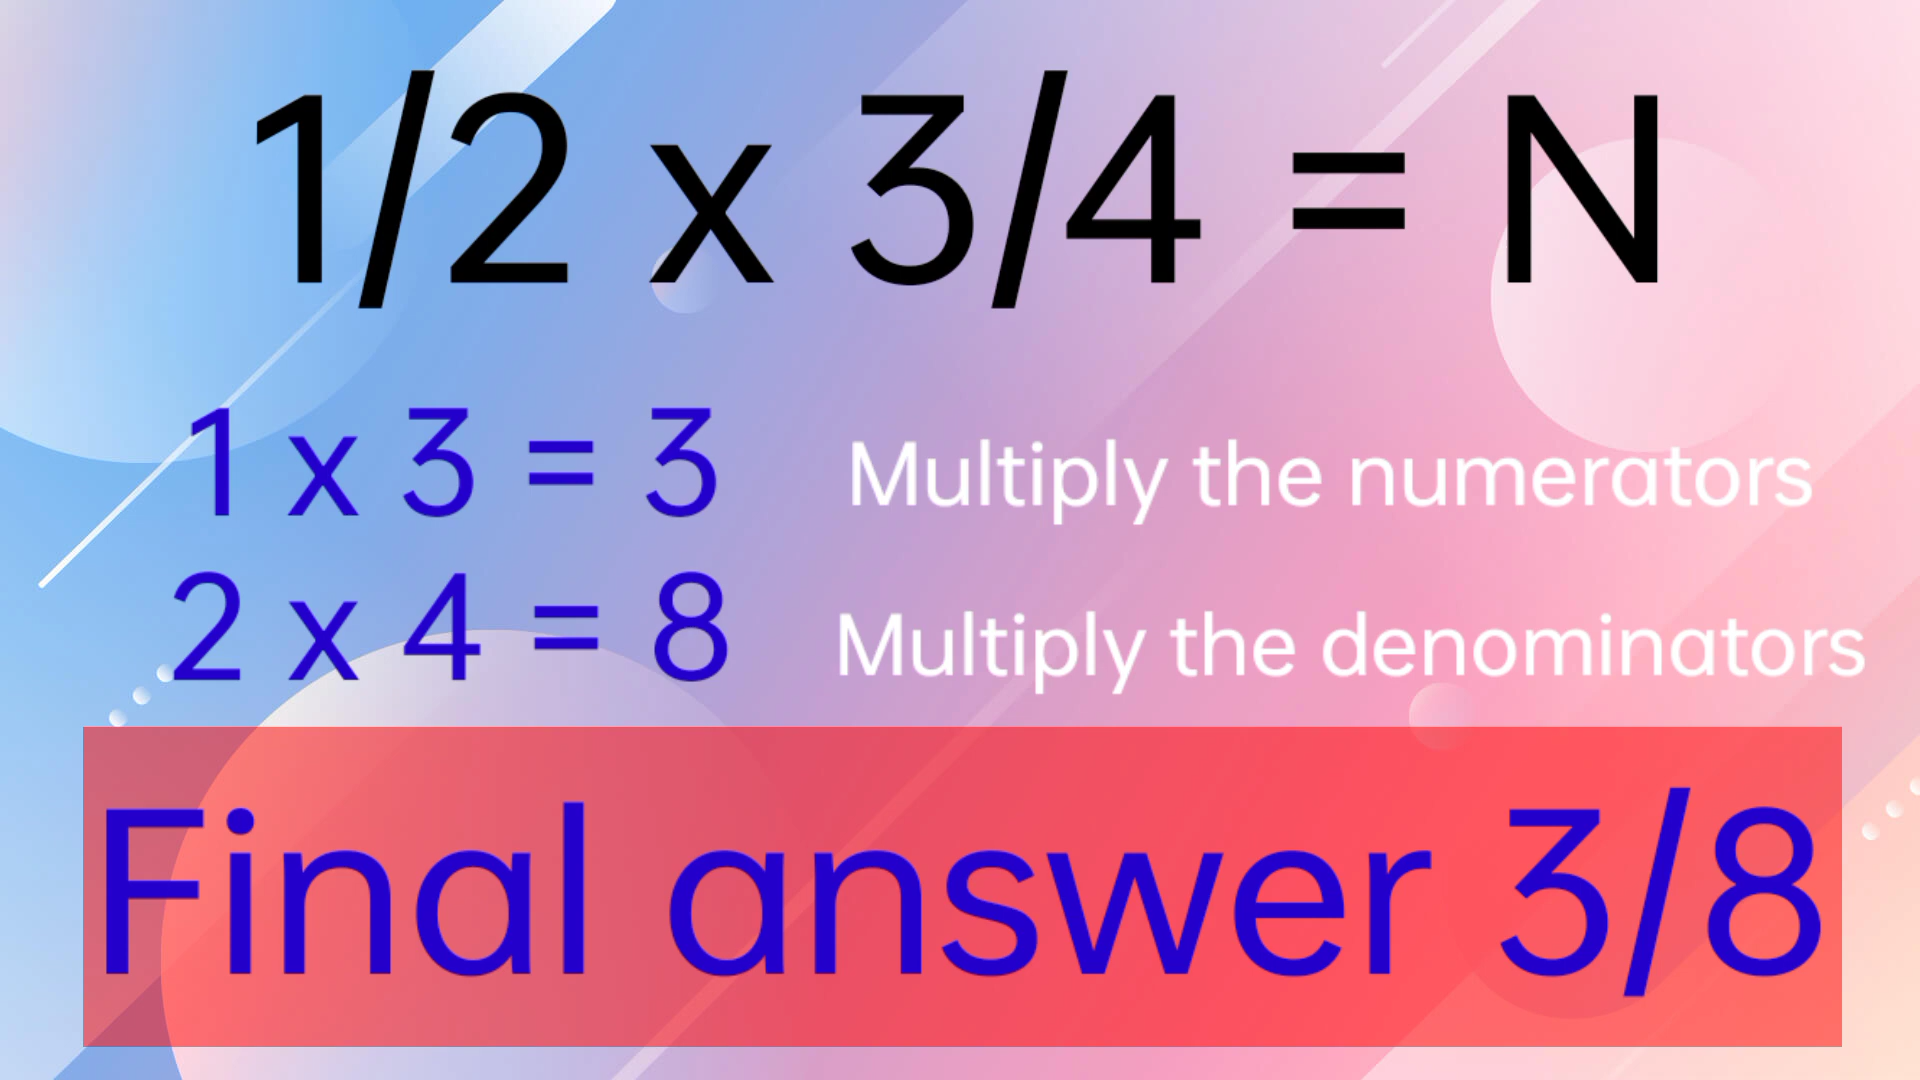 1/2 x 3/4 = N
1 x 3 = 3 Multiply the numerators
2 x 4 = 8 Multiply the denominators
Final answer 3/8